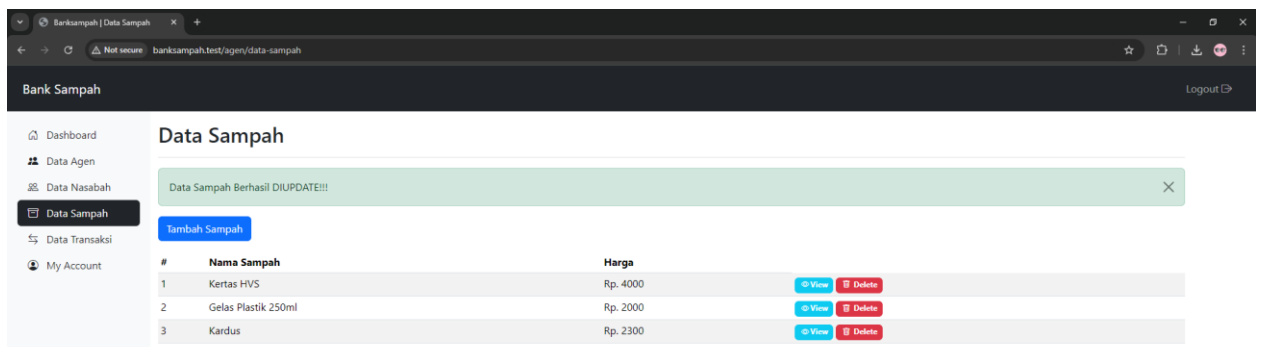 Banksampah | Data Sampah
Not secure banksampah.test/agen/data-sampah
Bank Sampah Logout
Dashboard
Data Agen
Data Nasabah
Data Sampah
Data Transaksi
My Account
Data Sampah
Data Sampah Berhasil DIUPDATE!!!
Tambah Sampah
# Nama Sampah Harga
1 Kertas HVS Rp. 4000 View Delete
2 Gelas Plastik 250ml Rp. 2000 View Delete
3 Kardus Rp. 2300 View Delete